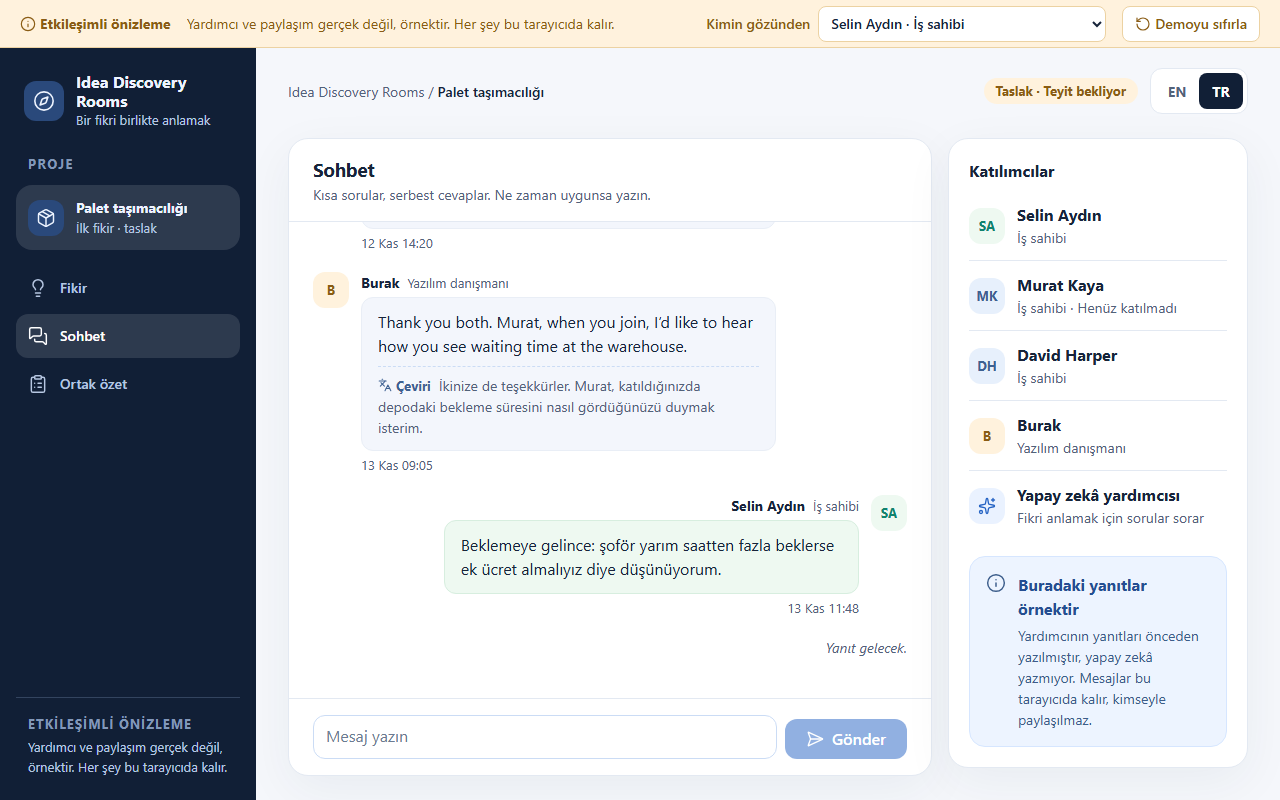 Etkileşimli önizleme Yardımcı ve paylaşım gerçek değil, örnektir. Her şey bu tarayıcıda kalır.
Kimin gözünden
Selin Aydın · İş sahibi
Demoyu sıfırla
Idea Discovery
Rooms
Bir fikri birlikte anlamak
PROJE
Palet taşımacılığı
İlk fikir · taslak
Fikir
Sohbet
Ortak özet
ETKİLEŞİMLİ ÖNİZLEME
Yardımcı ve paylaşım gerçek değil,
örnektir. Her şey bu tarayıcıda kalır.
Idea Discovery Rooms / Palet taşımacılığı
Taslak · Teyit bekliyor
EN TR
Sohbet
Kısa sorular, serbest cevaplar. Ne zaman uygunsa yazın.
12 Kas 14:20
B
Burak Yazılım danışmanı
Thank you both. Murat, when you join, I’d like to hear
how you see waiting time at the warehouse.
Çeviri İkinize de teşekkürler. Murat, katıldığınızda
depodaki bekleme süresini nasıl gördüğünüzü duymak
isterim.
13 Kas 09:05
Selin Aydın İş sahibi
SA
Beklemeye gelince: şoför yarım saatten fazla beklerse
ek ücret almalıyız diye düşünüyorum.
13 Kas 11:48
Yanıt gelecek.
Mesaj yazın
Gönder
Katılımcılar
SA
Selin Aydın
İş sahibi
MK
Murat Kaya
İş sahibi · Henüz katılmadı
DH
David Harper
İş sahibi
B
Burak
Yazılım danışmanı
Yapay zekâ yardımcısı
Fikri anlamak için sorular sorar
Buradaki yanıtlar
örnektir
Yardımcının yanıtları önceden
yazılmıştır, yapay zekâ
yazmıyor. Mesajlar bu
tarayıcıda kalır, kimseyle
paylaşılmaz.